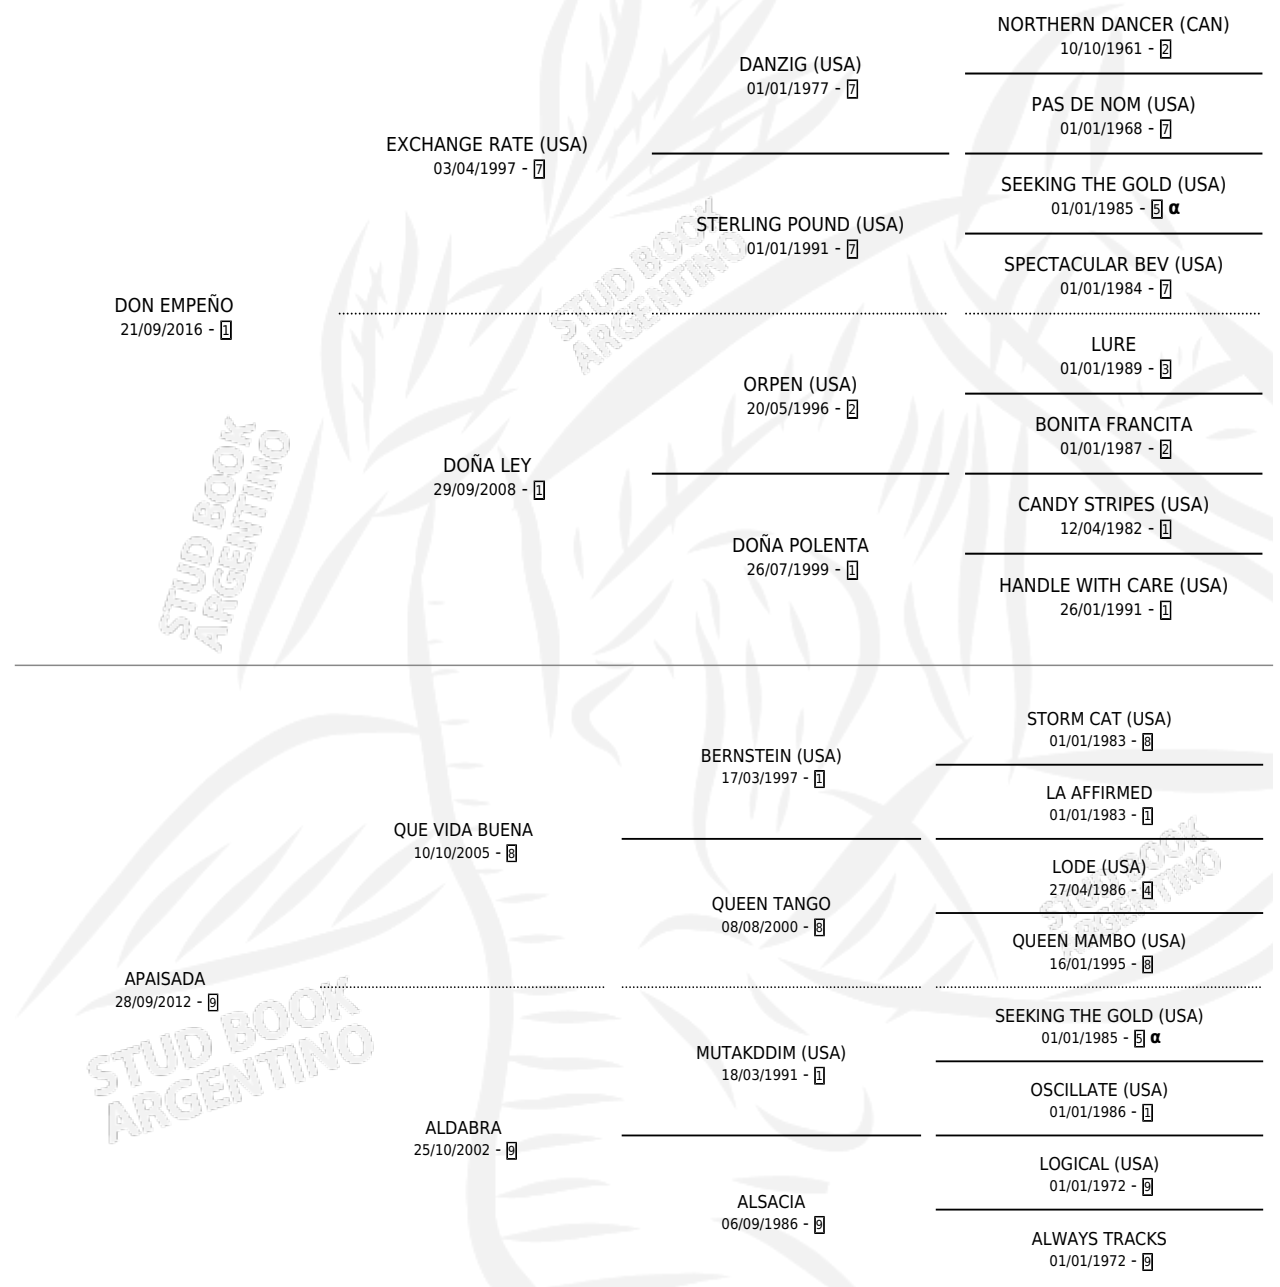 NORTHERN DANCER (CAN)
10/10/1961 - 2
DANZIG (USA)
01/01/1977 - 7
PAS DE NOM (USA)
01/01/1968 - 7
EXCHANGE RATE (USA)
03/04/1997 - 7
SEEKING THE GOLD (USA)
01/01/1985 - 5 α
STERLING POUND (USA)
01/01/1991 - 7
SPECTACULAR BEV (USA)
01/01/1984 - 7
DON EMPEÑO
21/09/2016 - 1
LURE
01/01/1989 - 3
ORPEN (USA)
20/05/1996 - 2
BONITA FRANCITA
01/01/1987 - 2
DOÑA LEY
29/09/2008 - 1
CANDY STRIPES (USA)
12/04/1982 - 1
DOÑA POLENTA
26/07/1999 - 1
HANDLE WITH CARE (USA)
26/01/1991 - 1
STORM CAT (USA)
01/01/1983 - 8
BERNSTEIN (USA)
17/03/1997 - 1
LA AFFIRMED
01/01/1983 - 1
QUE VIDA BUENA
10/10/2005 - 8
LODE (USA)
27/04/1986 - 4
QUEEN TANGO
08/08/2000 - 8
QUEEN MAMBO (USA)
16/01/1995 - 8
APAISADA
28/09/2012 - 9
SEEKING THE GOLD (USA)
01/01/1985 - 5 α
MUTAKDDIM (USA)
18/03/1991 - 1
OSCILLATE (USA)
01/01/1986 - 1
ALDABRA
25/10/2002 - 9
LOGICAL (USA)
01/01/1972 - 9
ALSACIA
06/09/1986 - 9
ALWAYS TRACKS
01/01/1972 - 9
STUD BOOK
ARGENTINO
STUD BOOK
ARGENTINO
STUD BOOK
ARGENTINO
STUD BOOK
ARGENTINO